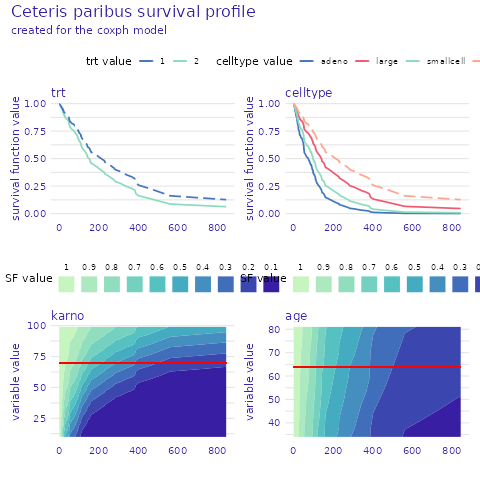 Ceteris paribus survival profile
created for the coxph model
trt value 1 2 celltype value adeno large smallcell
trt
celltype
survival function value
1.00
0.75
0.50
0.25
0.00
0 200 400 600 800
survival function value
1.00
0.75
0.50
0.25
0.00
0 200 400 600 800
SF value
1 0.9 0.8 0.7 0.6 0.5 0.4 0.3 0.2 0.1
SF value
1 0.9 0.8 0.7 0.6 0.5 0.4 0.3
karno
age
variable value
100
75
50
25
0 200 400 600 800
variable value
80
70
60
50
40
0 200 400 600 800